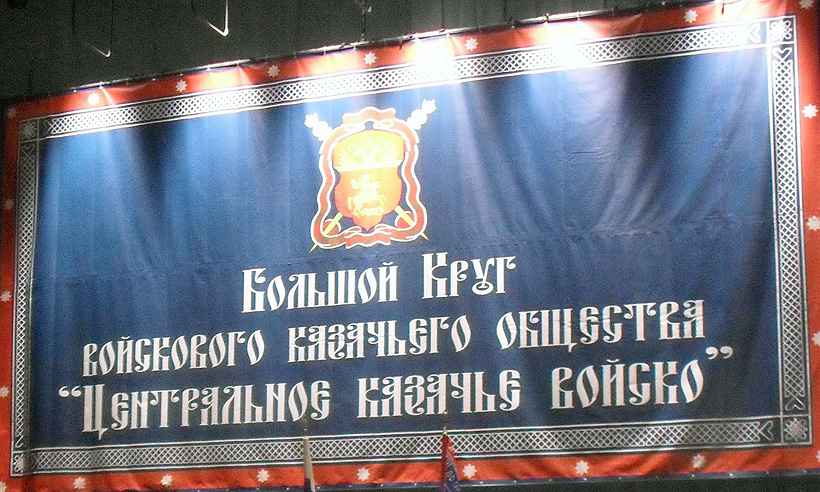 Большой Круг
войскового казачьего общества
“Центральное казачье войско”